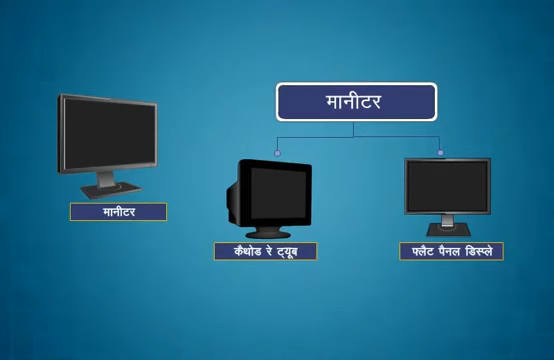 मानीटर
मानीटर
कैथोड रे ट्यूब
फ्लैट पैनल डिस्प्ले